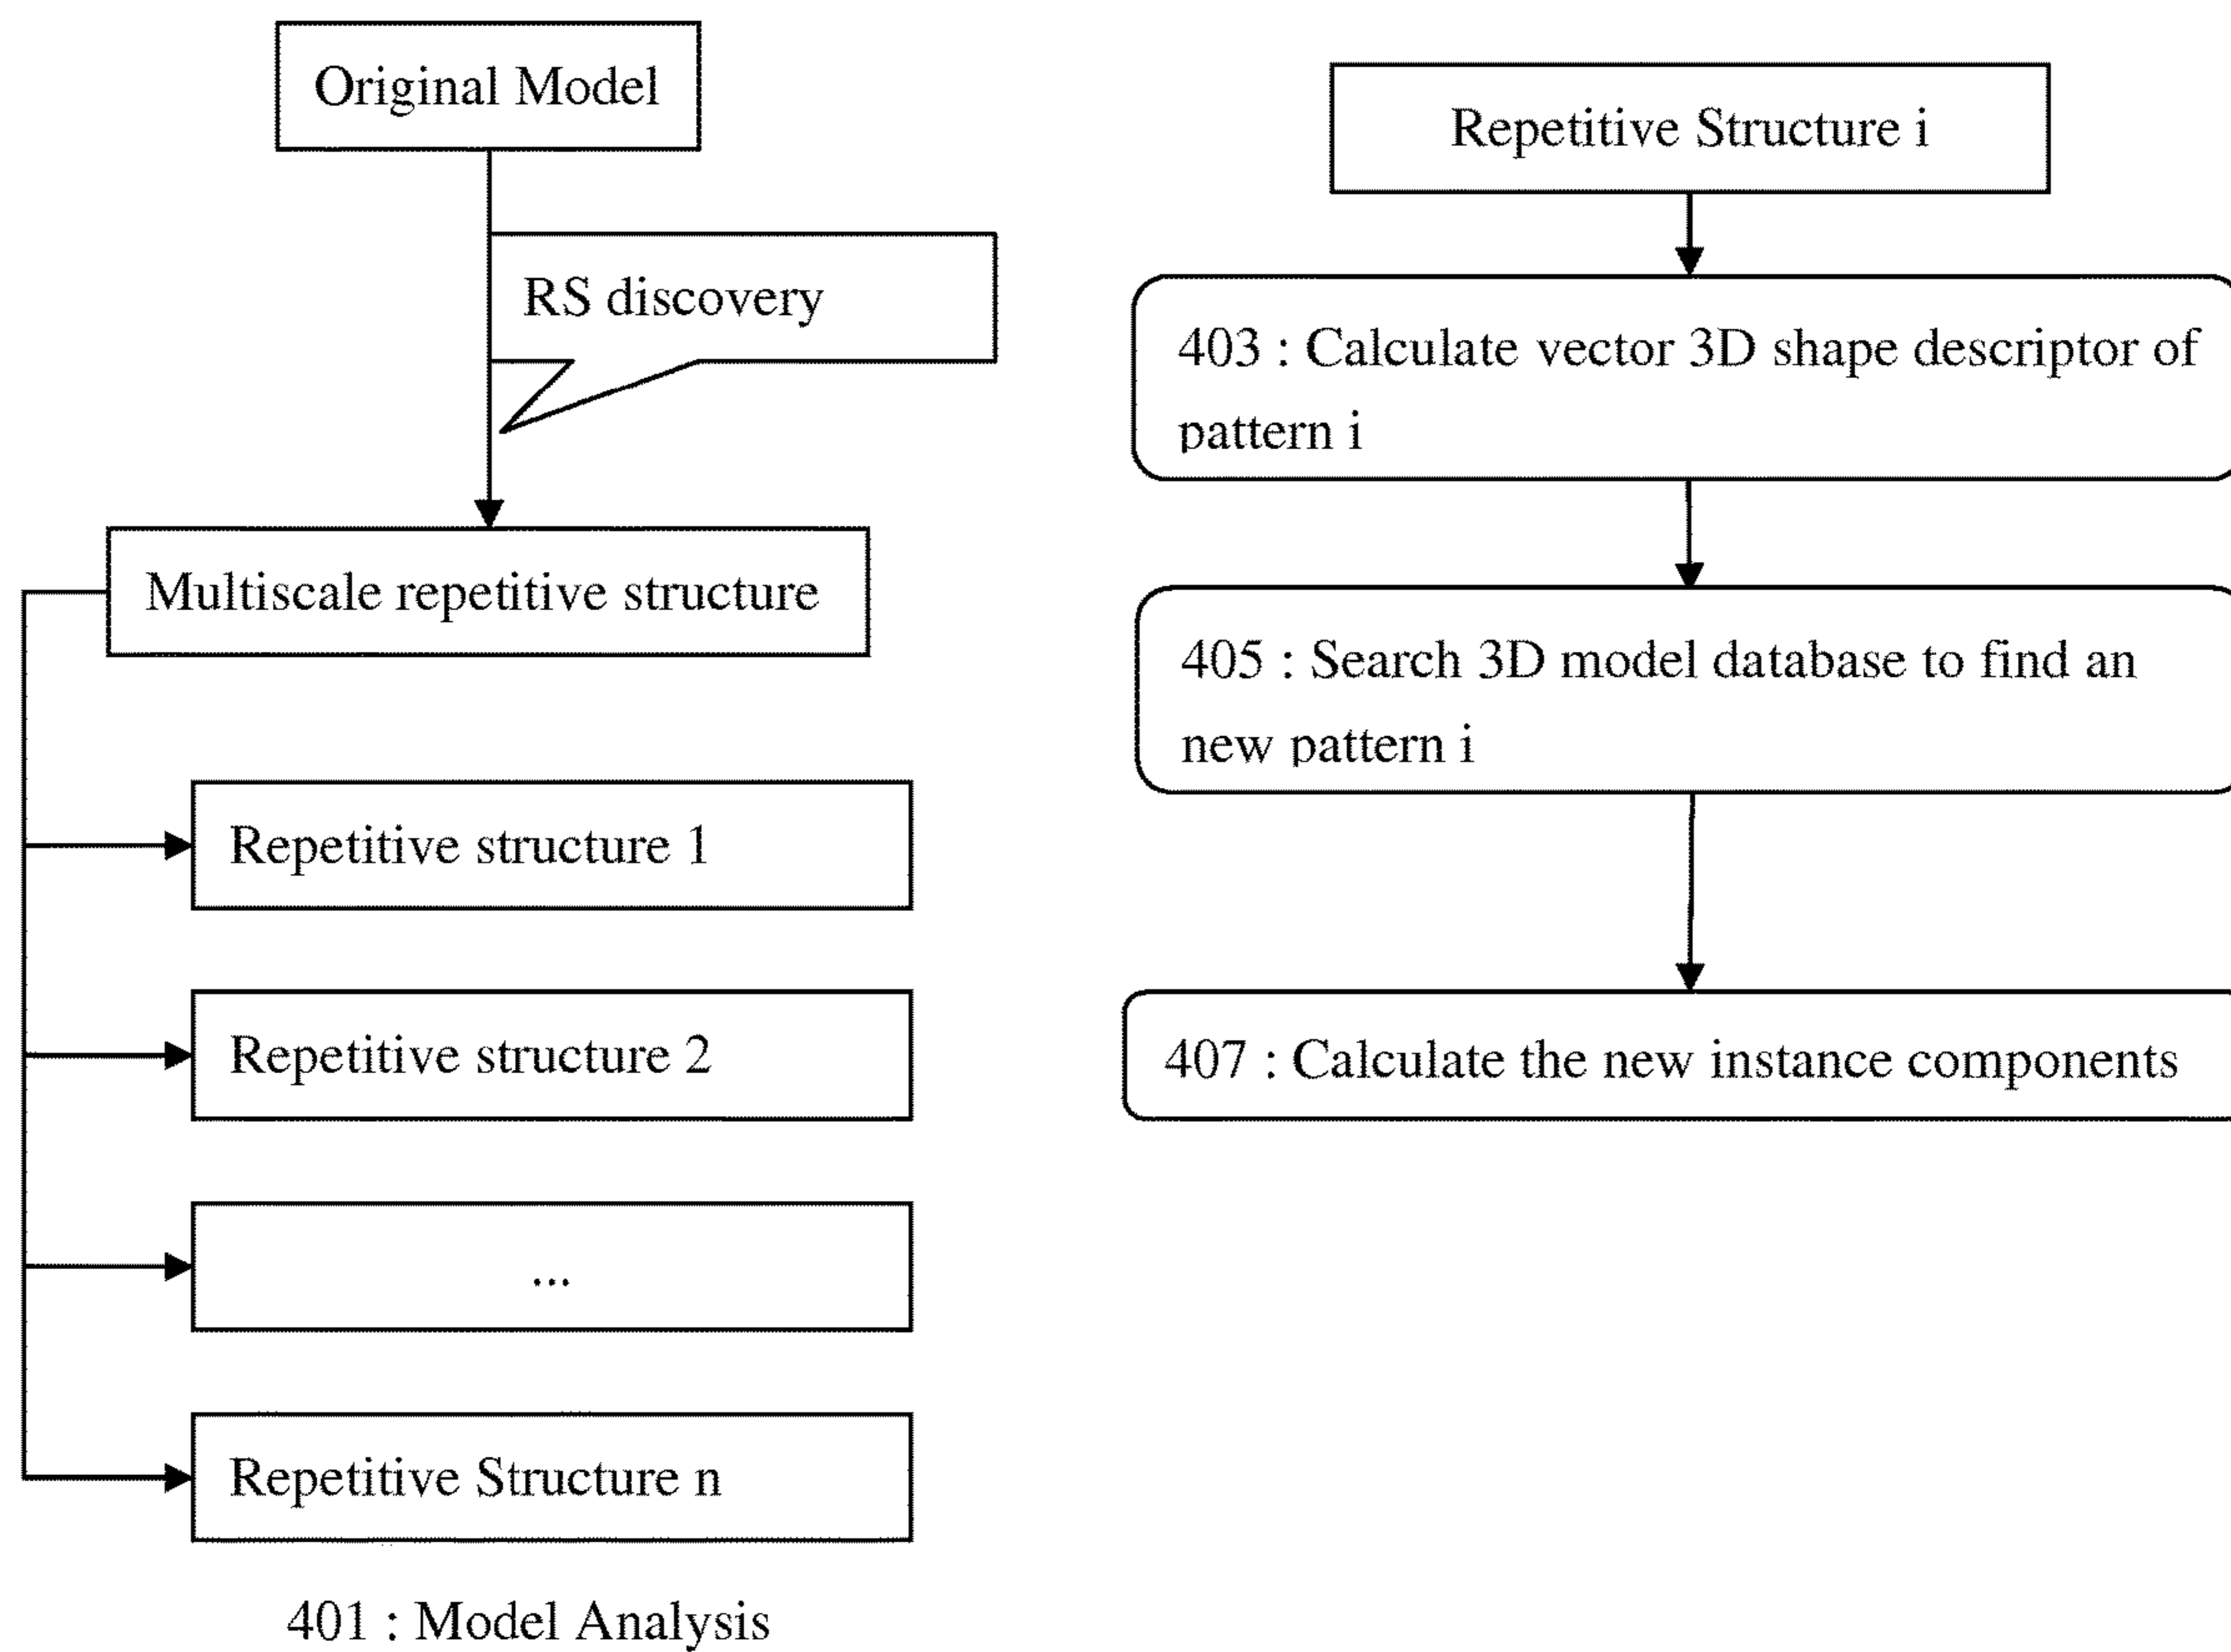 Original Model
RS discovery
Multiscale repetitive structure
Repetitive structure 1
Repetitive structure 2
...
Repetitive Structure n
401 : Model Analysis
Repetitive Structure i
403 : Calculate vector 3D shape descriptor of
pattern i
405 : Search 3D model database to find an
new pattern i
407 : Calculate the new instance components